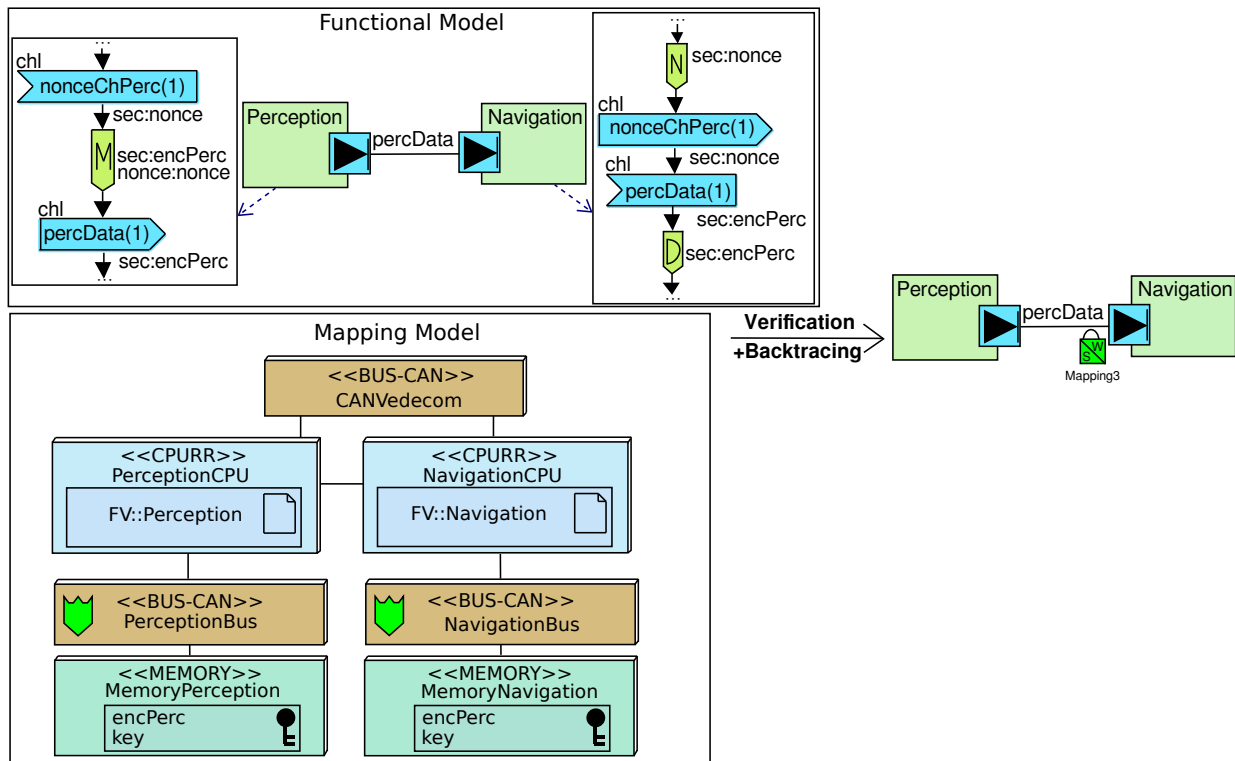 Functional Model
...
chl
nonceChPerc(1)
sec:nonce
M
sec:encPerc
nonce:nonce
chl
percData(1)
sec:encPerc
...
Perception
percData
Navigation
...
N
sec:nonce
chl
nonceChPerc(1)
sec:nonce
chl
percData(1)
sec:encPerc
D
sec:encPerc
...
Mapping Model
<<BUS-CAN>>
CANVedecom
<<CPURR>>
PerceptionCPU
FV::Perception
<<CPURR>>
NavigationCPU
FV::Navigation
<<BUS-CAN>>
PerceptionBus
<<BUS-CAN>>
NavigationBus
<<MEMORY>>
MemoryPerception
encPerc
key
<<MEMORY>>
MemoryNavigation
encPerc
key
Verification
+Backtracing
Perception
percData
Navigation
S W
Mapping3